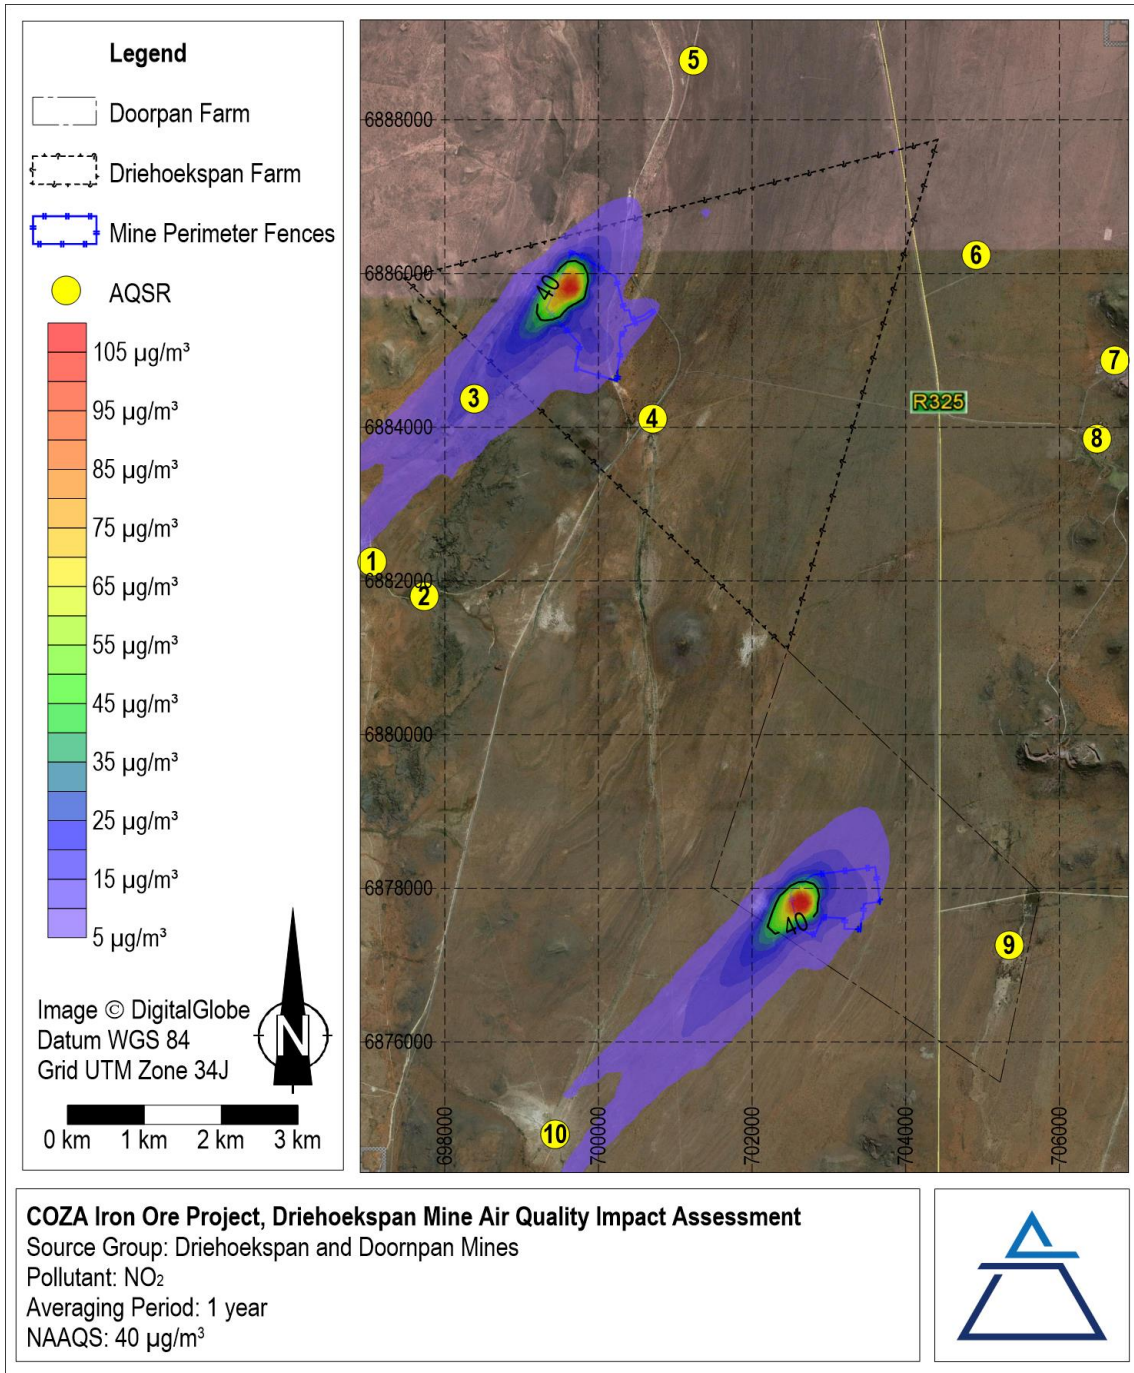 Legend
Doorpan Farm
Driehoekspan Farm
Mine Perimeter Fences
AQSR
105 µg/m³
95 µg/m³
85 µg/m³
75 µg/m³
65 µg/m³
55 µg/m³
45 µg/m³
35 µg/m³
25 µg/m³
15 µg/m³
5 µg/m³
Image © DigitalGlobe
Datum WGS 84
Grid UTM Zone 34J
N
0 km 1 km 2 km 3 km
5
6888000
6
6886000
40
7
3
R325
4
6884000
8
1
6882000
2
6880000
6878000
40
9
6876000
10
698000
700000
702000
704000
706000
COZA Iron Ore Project, Driehoekspan Mine Air Quality Impact Assessment
Source Group: Driehoekspan and Doornpan Mines
Pollutant: NO₂
Averaging Period: 1 year
NAAQS: 40 µg/m³